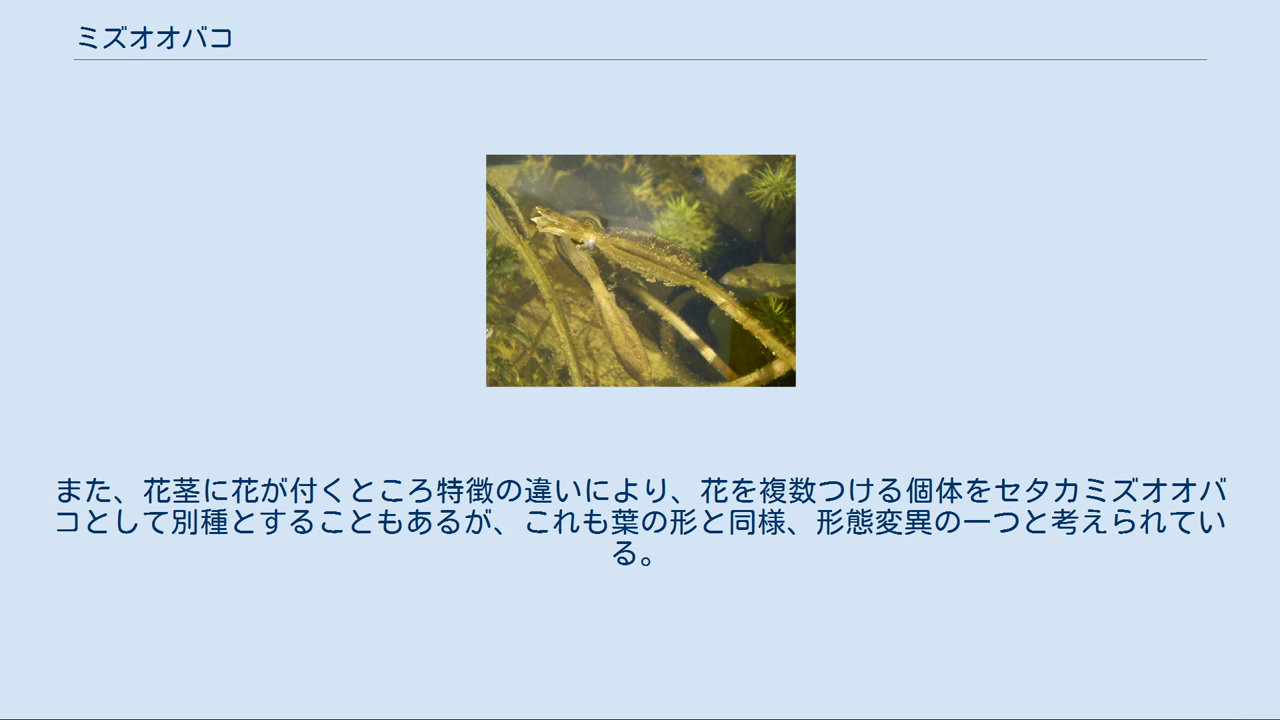 ミズオオバコ
また、花茎に花が付くところ特徴の違いにより、花を複数つける個体をセタカミズオオバ
コとして別種とすることもあるが、これも葉の形と同様、形態変異の一つと考えられてい
る。